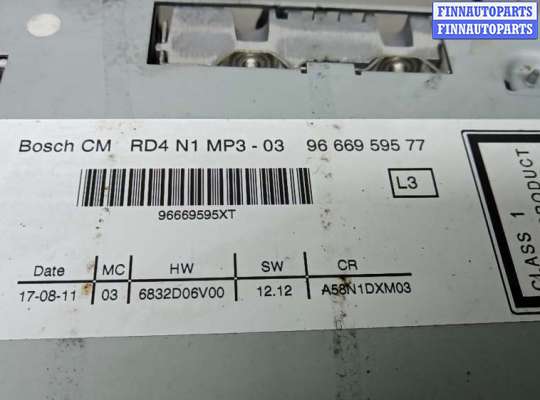 FINNAUTOPARTS
FINNAUTOPARTS
FINNAUTOPARTS
Bosch CM RD4 N1 MP3 - 03 96 669 595 77
L3
96669595XT
Date MC HW SW CR
17-08-11 03 6832D06V00 12.12 A58N1DXM03
CLASS 1
PRODUCT